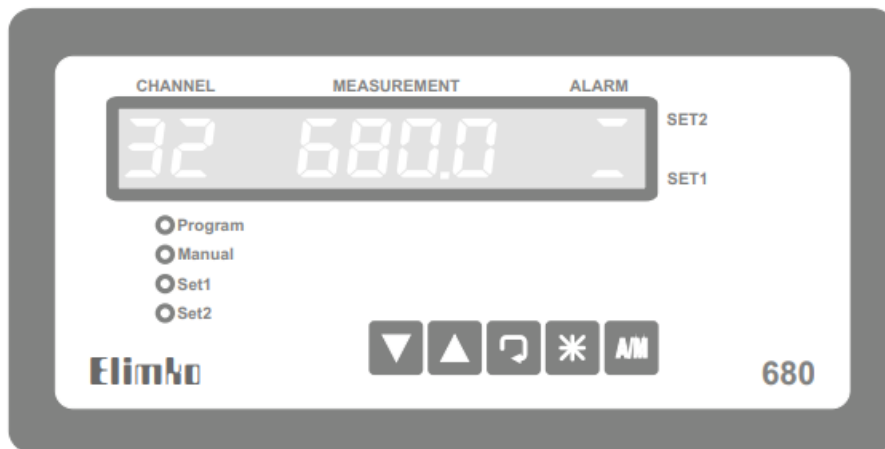 CHANNEL MEASUREMENT ALARM
32 680.0
SET2
SET1
Program
Manual
Set1
Set2
A/M
Elimko
680